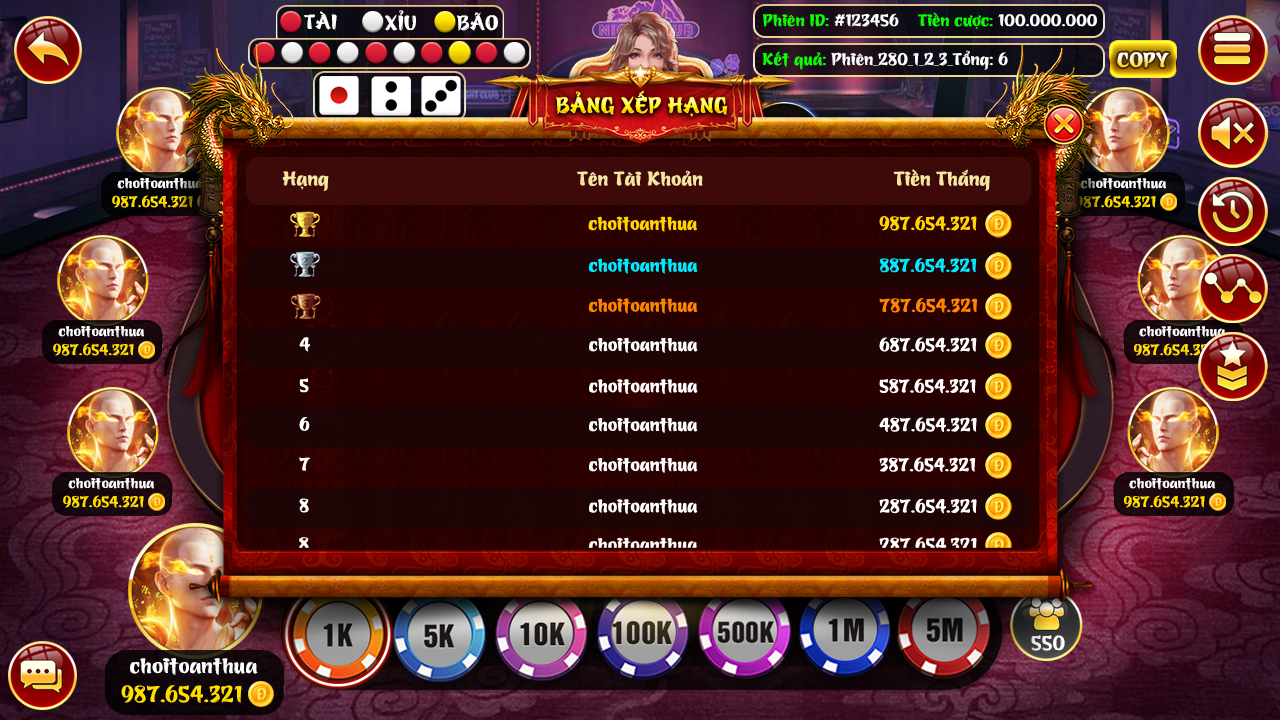 TÀI XỈU BÃO
Phiên ID: #123456 Tiền cược: 100.000.000
Kết quả: Phiên_280_1_2_3_Tổng: 6
COPY
BẢNG XẾP HẠNG
Hạng Tên Tài Khoản Tiền Thắng
choitoanthua 987.654.321
choitoanthua 887.654.321
choitoanthua 787.654.321
4 choitoanthua 687.654.321
5 choitoanthua 587.654.321
6 choitoanthua 487.654.321
7 choitoanthua 387.654.321
8 choitoanthua 287.654.321
8 choitoanthua 287.654.321
choitoanthua
987.654.321
choitoanthua
987.654.321
choitoanthua
987.654.321
choitoanthua
987.654.321
choitoanthua
987.654.321
choitoanthua
choitoanthua
987.654.321
1K 5K 10K 100K 500K 1M 5M
550